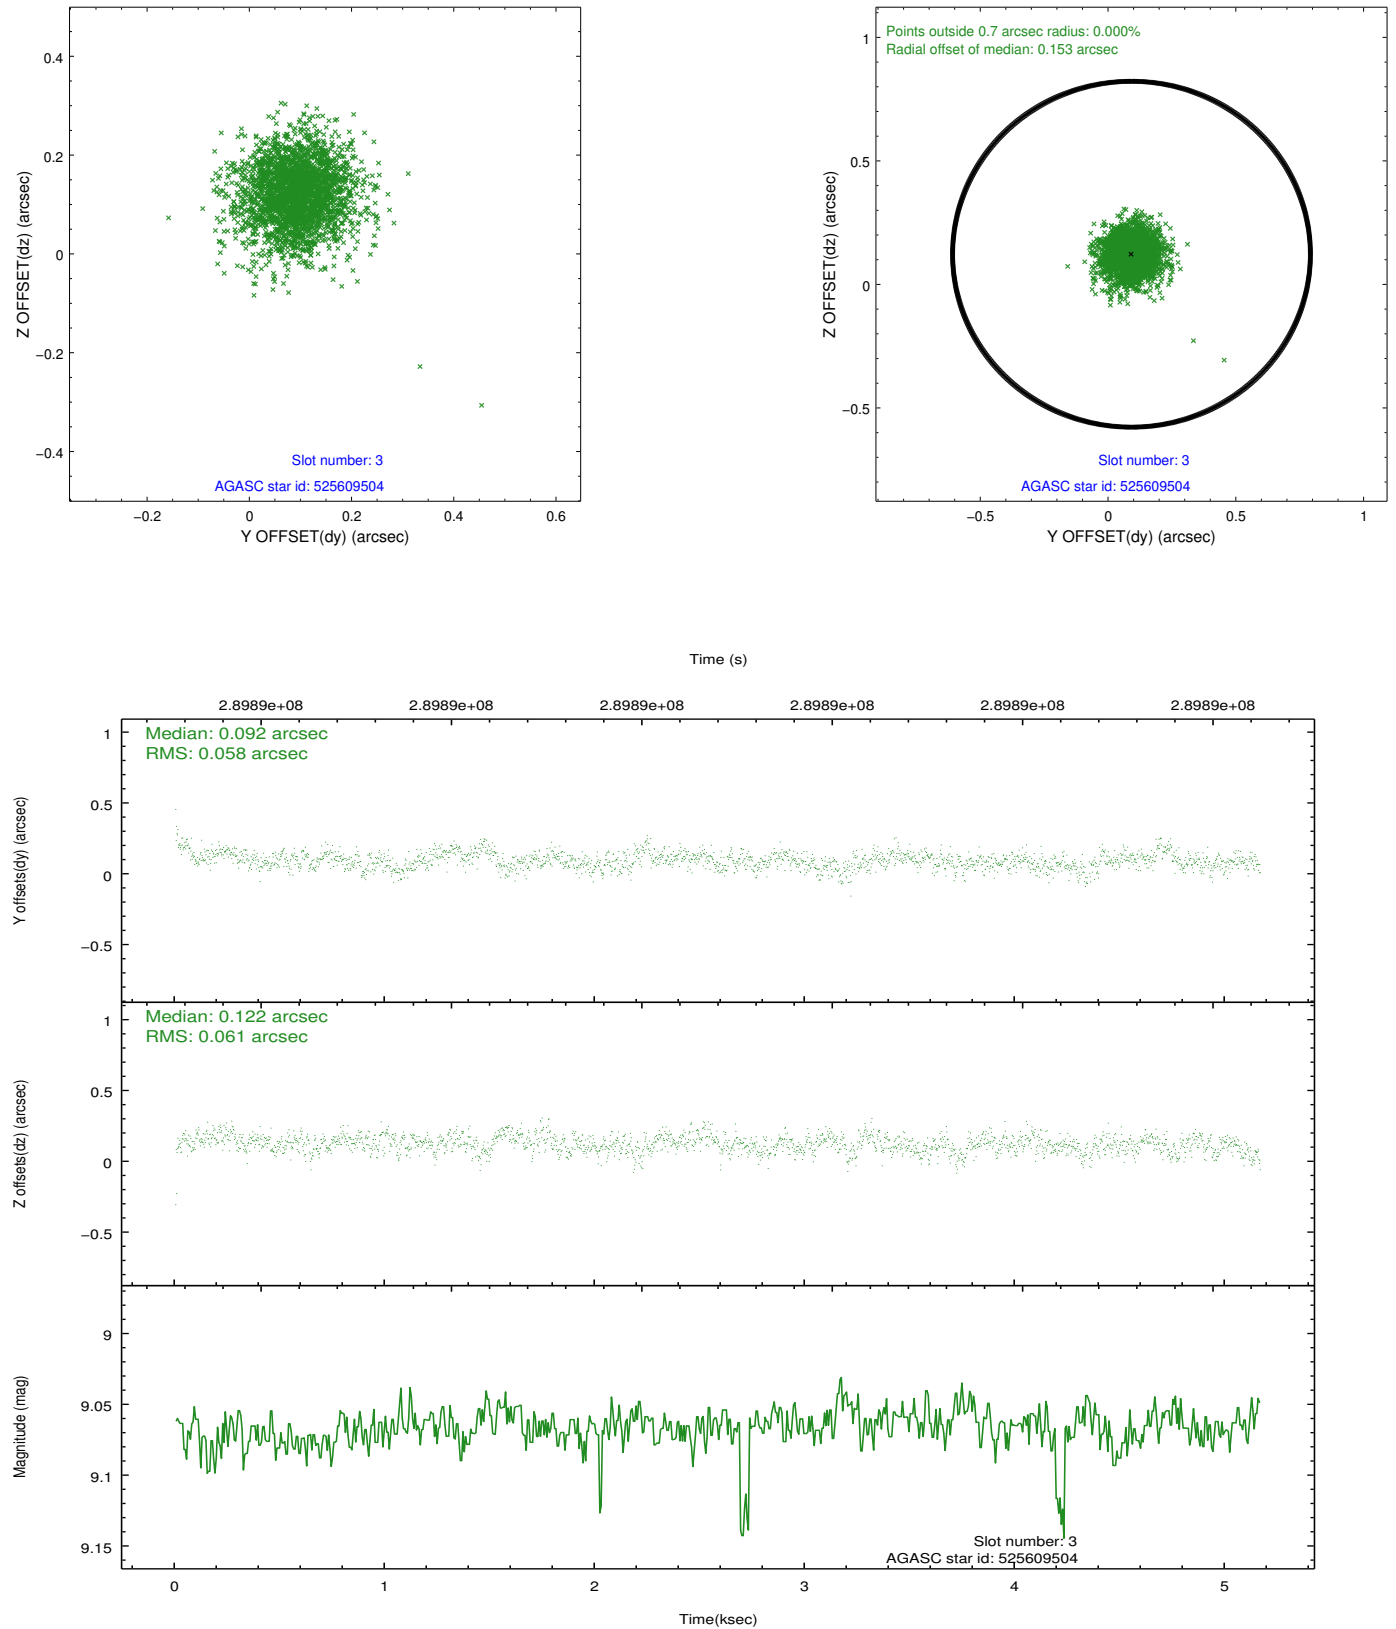 0.4
0.2
0
−0.2
−0.4
Z OFFSET(dz) (arcsec)
Slot number: 3
AGASC star id: 525609504
−0.2 0 0.2 0.4 0.6
Y OFFSET(dy) (arcsec)
Points outside 0.7 arcsec radius: 0.000%
Radial offset of median: 0.153 arcsec
1
0.5
0
−0.5
Z OFFSET(dz) (arcsec)
Slot number: 3
AGASC star id: 525609504
−0.5 0 0.5 1
Y OFFSET(dy) (arcsec)
Time (s)
2.8989e+08 2.8989e+08 2.8989e+08 2.8989e+08 2.8989e+08 2.8989e+08
Median: 0.092 arcsec
RMS: 0.058 arcsec
1
0.5
0
−0.5
Y offsets(dy) (arcsec)
Median: 0.122 arcsec
RMS: 0.061 arcsec
1
0.5
0
−0.5
Z offsets(dz) (arcsec)
9
9.05
9.1
9.15
Magnitude (mag)
Slot number: 3
AGASC star id: 525609504
0 1 2 3 4 5
Time(ksec)